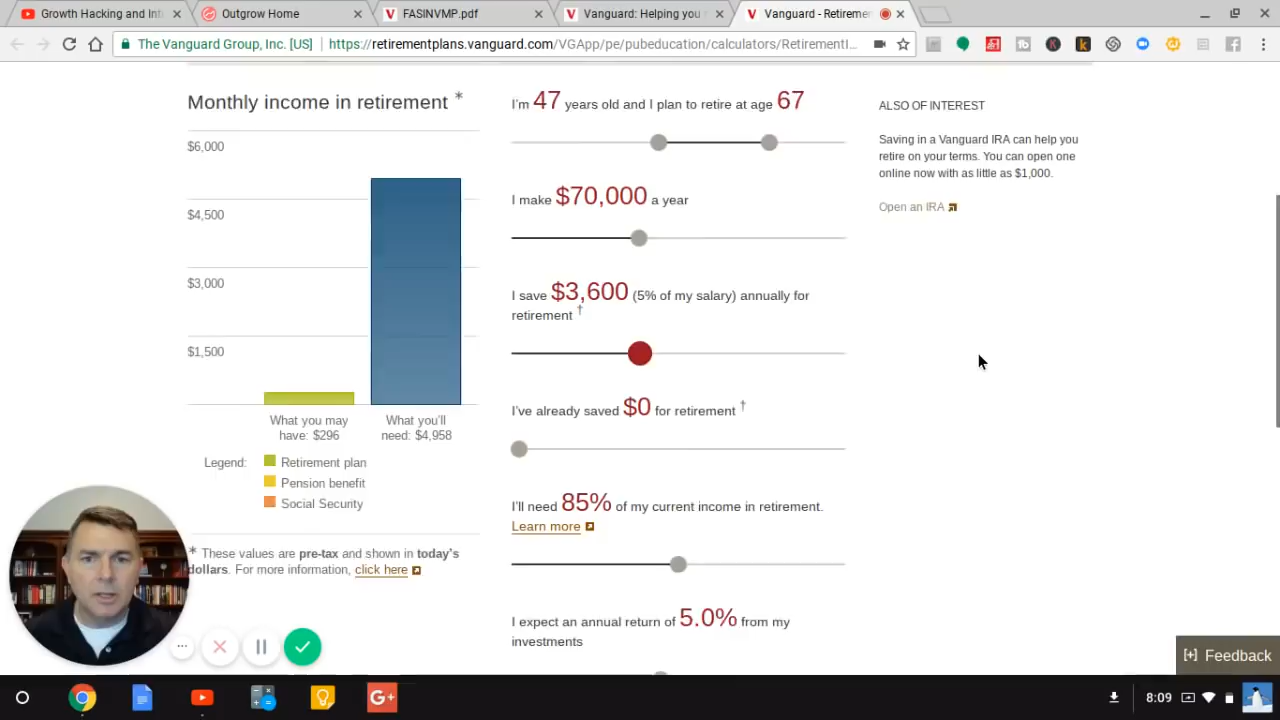 Growth Hacking and Int
Outgrow Home
FASINVMP.pdf
Vanguard: Helping you r
Vanguard - Retiremen
The Vanguard Group, Inc. [US]
https://retirementplans.vanguard.com/VGApp/pe/pubeducation/calculators/RetirementI...
Monthly income in retirement *
$6,000
$4,500
$3,000
$1,500
What you may
have: $296
What you'll
need: $4,958
Legend:
Retirement plan
Pension benefit
Social Security
* These values are pre-tax and shown in today's
dollars. For more information, click here
I'm 47 years old and I plan to retire at age 67
I make $70,000 a year
I save $3,600 (5% of my salary) annually for
retirement †
I've already saved $0 for retirement †
I'll need 85% of my current income in retirement.
Learn more
I expect an annual return of 5.0% from my
investments
ALSO OF INTEREST
Saving in a Vanguard IRA can help you
retire on your terms. You can open one
online now with as little as $1,000.
Open an IRA
[+] Feedback
G+
8:09